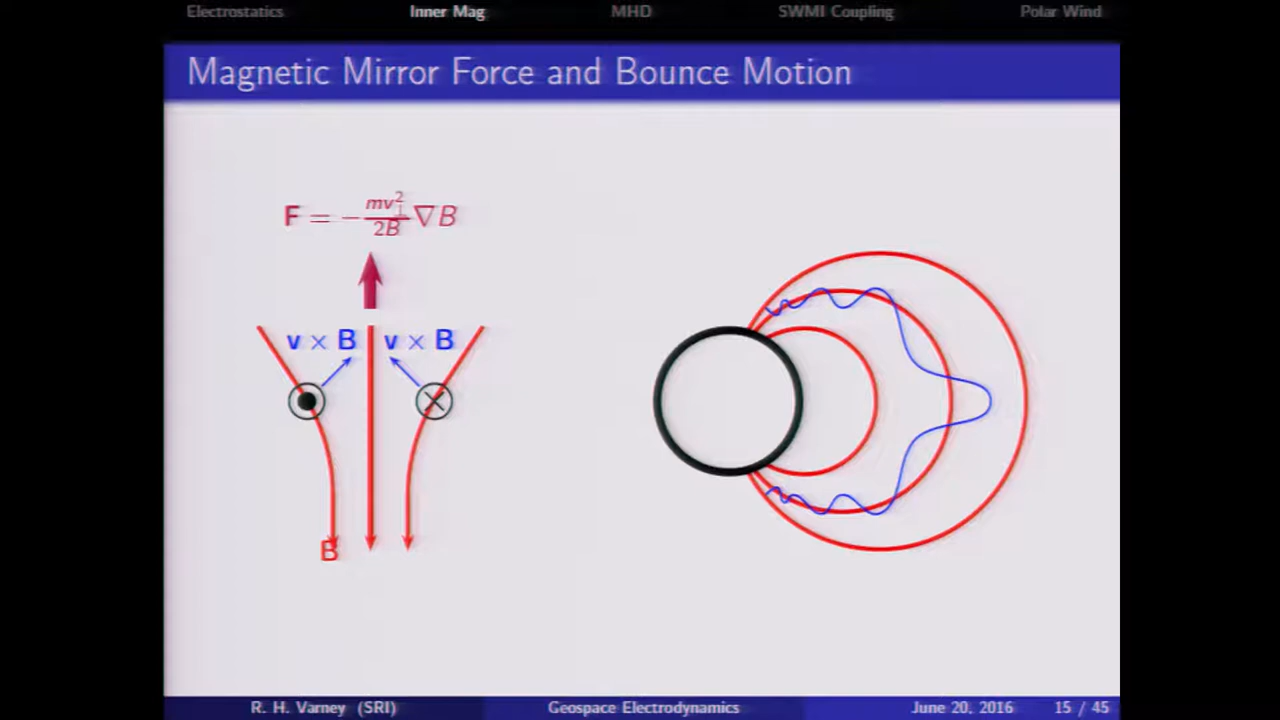 Electrostatics Inner Mag MHD SWMI Coupling Polar Wind
Magnetic Mirror Force and Bounce Motion
F = −mv⊥²/2B ∇B
v × B v × B
B
R. H. Varney (SRI) Geospace Electrodynamics June 20, 2016 15 / 45